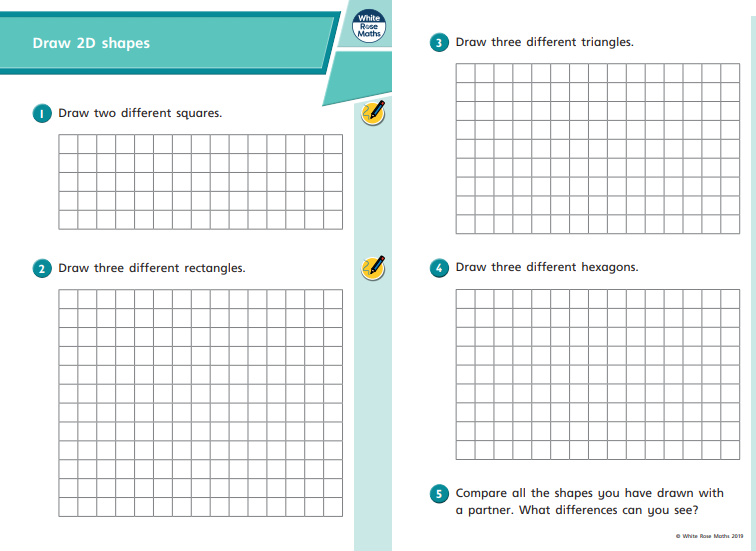 Draw 2D shapes
White
Rose
Maths
1 Draw two different squares.
2 Draw three different rectangles.
3 Draw three different triangles.
4 Draw three different hexagons.
5 Compare all the shapes you have drawn with
a partner. What differences can you see?
© White Rose Maths 2019